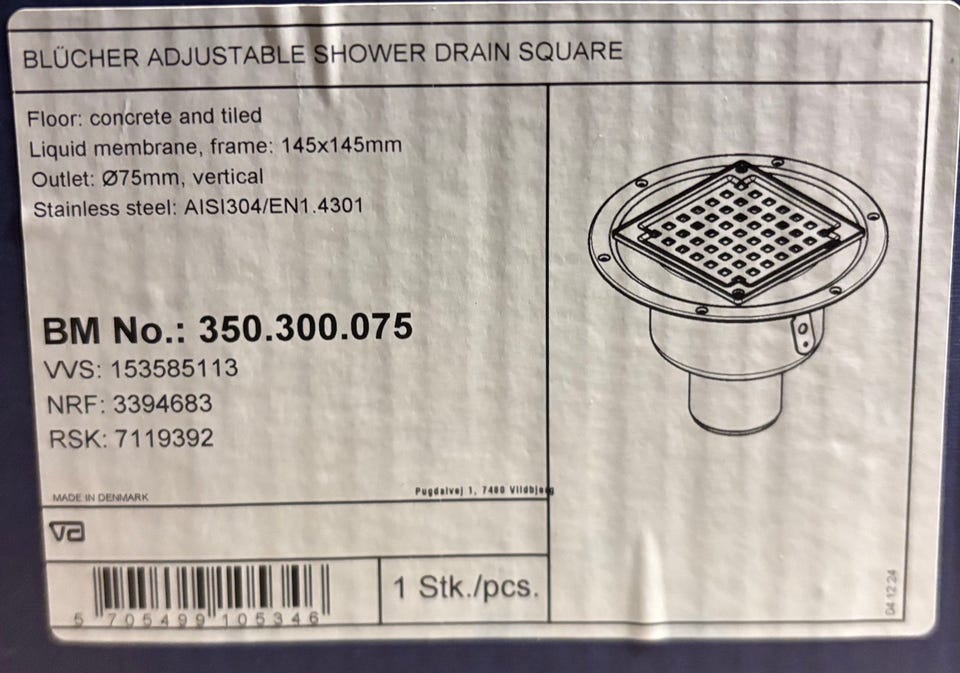 BLÜCHER ADJUSTABLE SHOWER DRAIN SQUARE
Floor: concrete and tiled
Liquid membrane, frame: 145x145mm
Outlet: Ø75mm, vertical
Stainless steel: AISI304/EN1.4301
BM No.: 350.300.075
VVS: 153585113
NRF: 3394683
RSK: 7119392
MADE IN DENMARK
Pugdalvej 1, 7480 Vildbjerg
va
5 705499 105346
1 Stk./pcs.
04 12 24